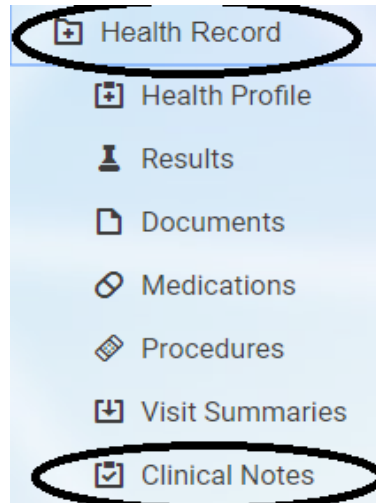 Health Record
Health Profile
Results
Documents
Medications
Procedures
Visit Summaries
Clinical Notes